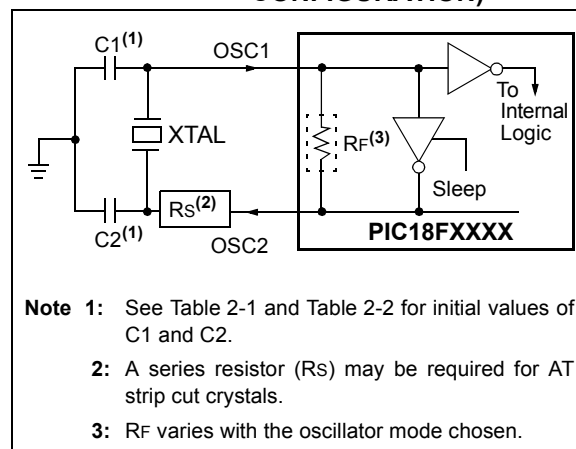 CONFIGURATION)
C1(1)
OSC1
To
Internal
Logic
XTAL
RF(3)
Sleep
RS(2)
C2(1)
OSC2
PIC18FXXXX
Note 1: See Table 2-1 and Table 2-2 for initial values of
C1 and C2.
2: A series resistor (RS) may be required for AT
strip cut crystals.
3: RF varies with the oscillator mode chosen.